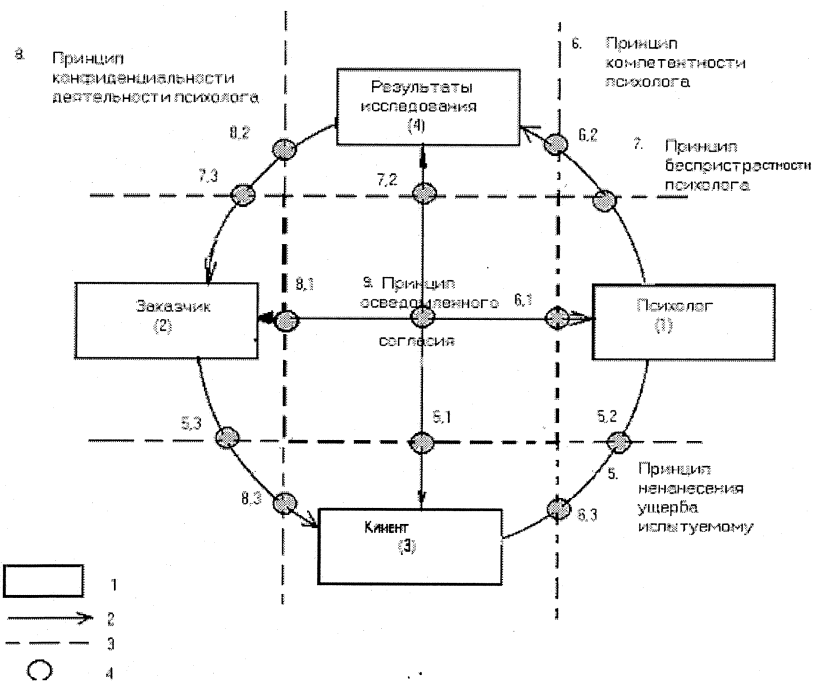 8. Принцип
конфиденциальности
деятельности психолога
6. Принцип
компетентности
психолога
Результаты
исследования
(4)
8,2
6,2
7. Принцип
беспристрастности
психолога
7,3
7,2
Заказчик
(2)
8,1
9. Принцип
осведомленного
согласия
6,1
Психолог
(1)
5,3
5,1
5,2
5. Принцип
ненанесения
ущерба
испытуемому
8,3
Клиент
(3)
6,3
1
2
3
4